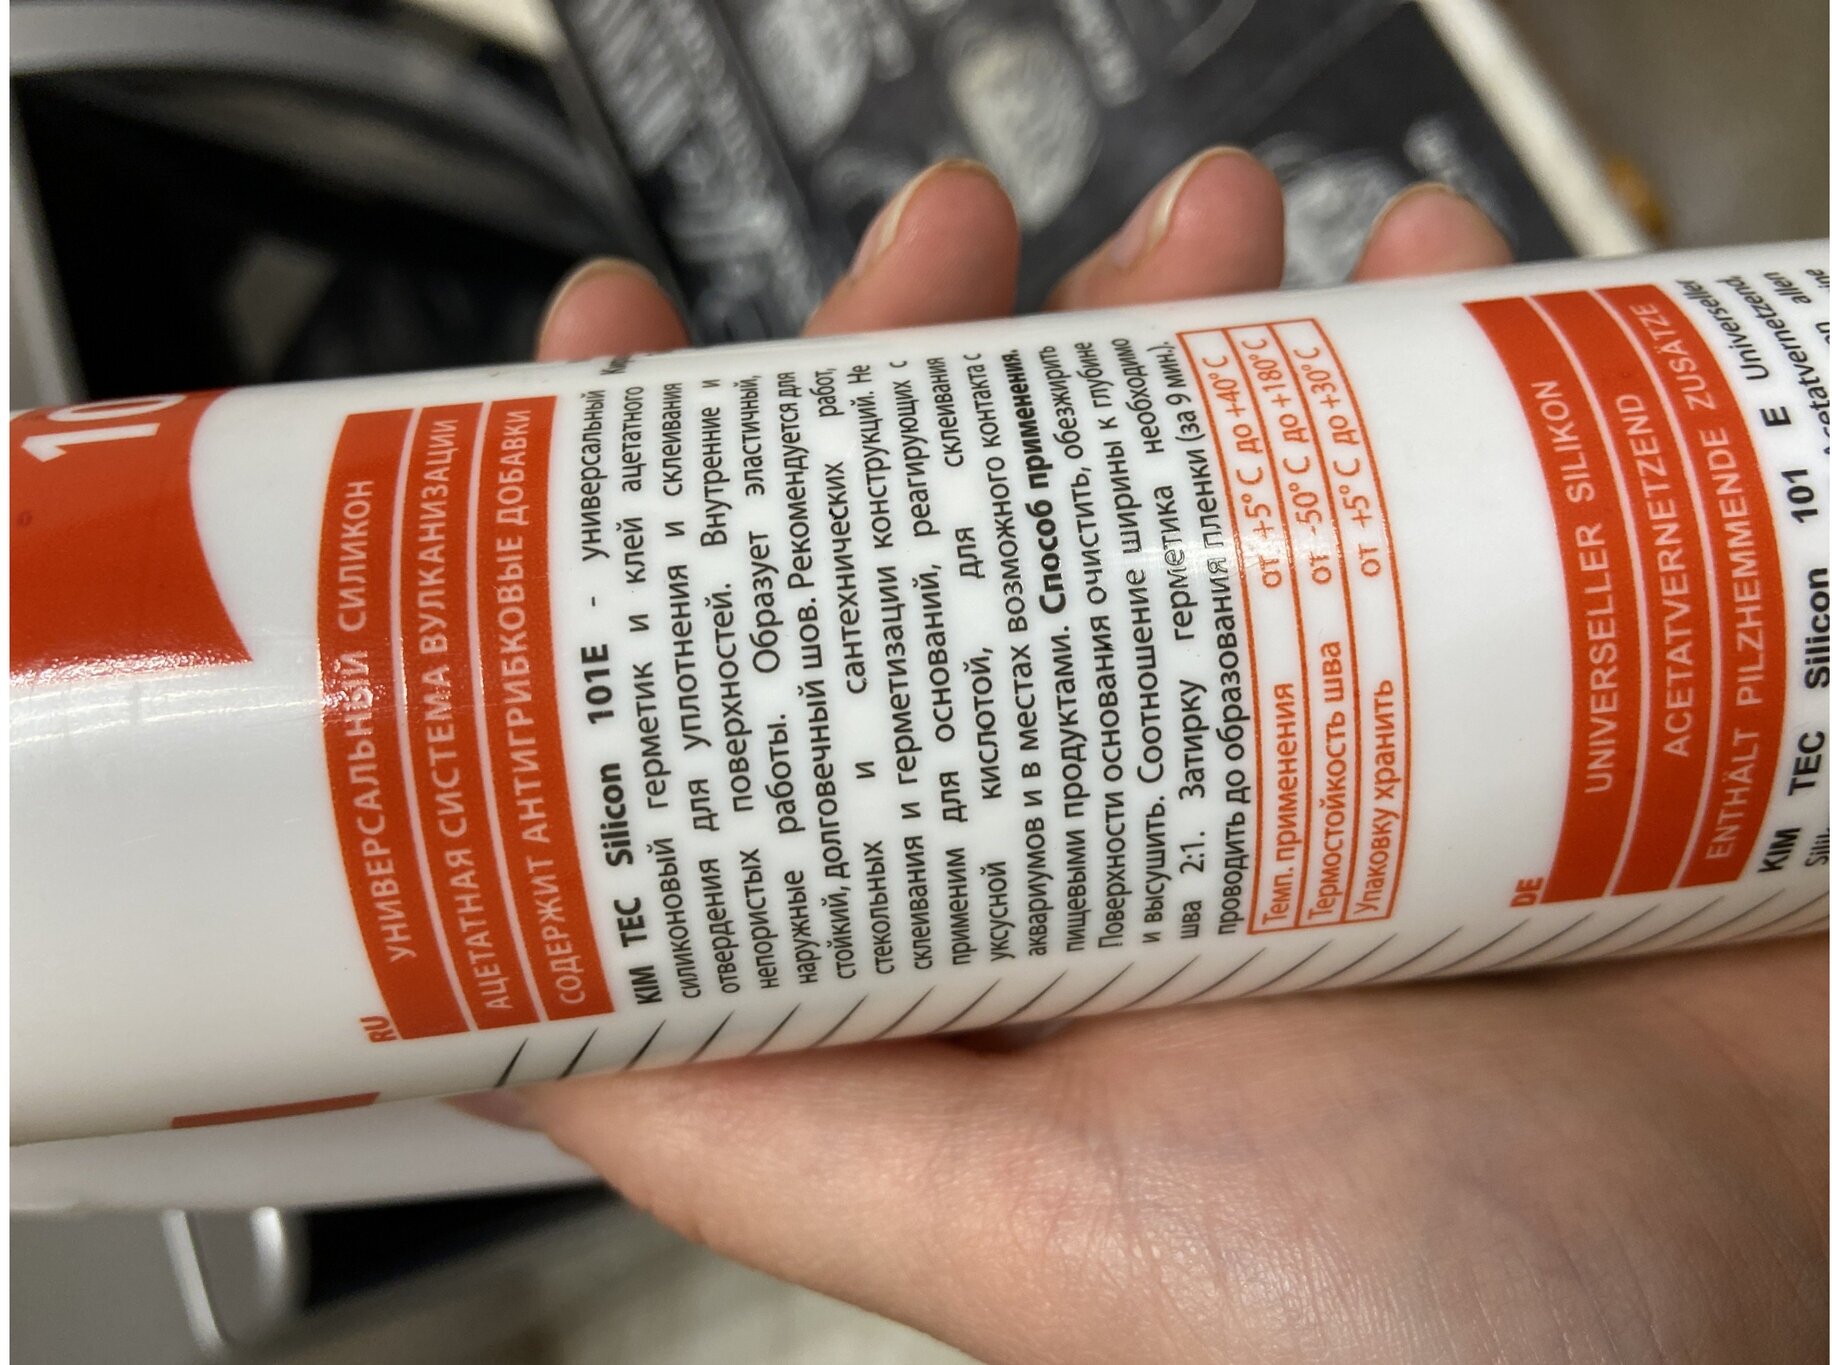 10
RU
УНИВЕРСАЛЬНЫЙ СИЛИКОН
АЦЕТАТНАЯ СИСТЕМА ВУЛКАНИЗАЦИИ
СОДЕРЖИТ АНТИГРИБКОВЫЕ ДОБАВКИ
KIM TEC Silicon 101E - универсальный
силиконовый герметик и клей ацетатного
отвердения для уплотнения и склеивания
непористых поверхностей. Внутренние и
наружные работы. Образует эластичный,
стойкий, долговечный шов. Рекомендуется для
стекольных и сантехнических работ,
склеивания и герметизации конструкций. Не
применим для оснований, реагирующих с
уксусной кислотой, для склеивания
аквариумов и в местах возможного контакта с
пищевыми продуктами. Способ применения.
Поверхности основания очистить, обезжирить
и высушить. Соотношение ширины к глубине
шва 2:1. Затирку герметика необходимо
проводить до образования пленки (за 9 мин.).
Темп. применения от +5° С до +40° С
Термостойкость шва от -50° С до +180° С
Упаковку хранить от +5° С до +30° С
DE
UNIVERSELLER SILIKON
ACETATVERNETZEND
ENTHÄLT PILZHEMMENDE ZUSÄTZE
KIM TEC Silicon 101 E Universeller
Acetatvernetzend.
allen